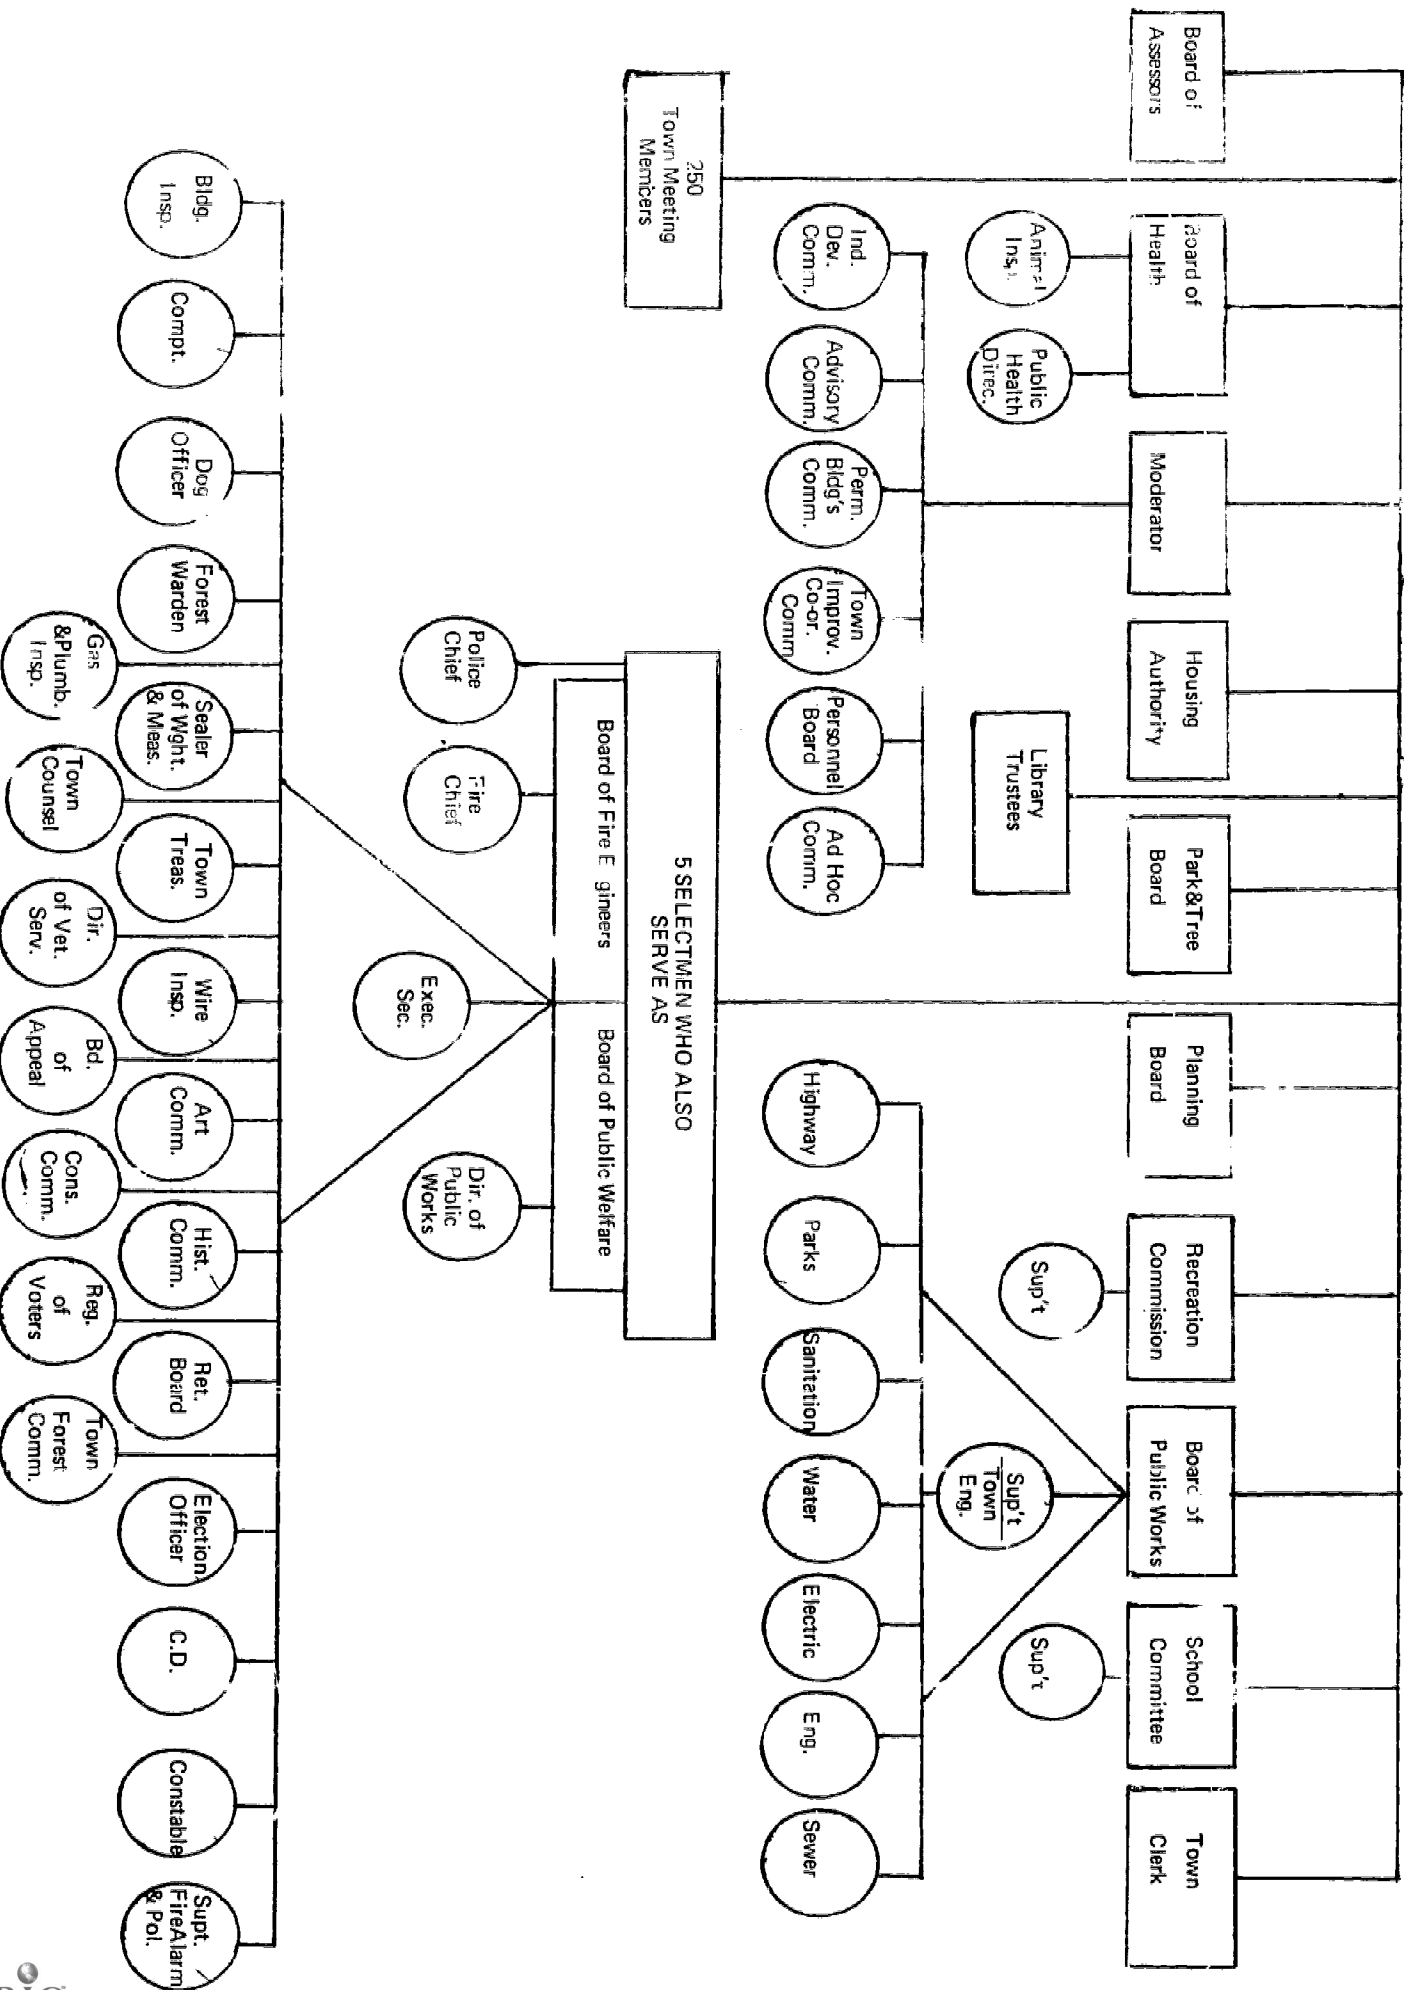 Board of
Assessors
Board of
Health
Moderator
Housing
Authority
Park&Tree
Board
Planning
Board
Recreation
Commission
Board of
Public Works
School
Committee
Town
Clerk
Animal
Insp.
Public
Health
Direc.
Library
Trustees
Sup't
Sup't
Town
Eng.
Sup't
Ind.
Dev.
Comm.
Advisory
Comm.
Perm.
Bldg's
Comm.
Town
Improv.
Co-or.
Comm
Personnel
Board
Ad Hoc
Comm.
Highway
Parks
Sanitation
Water
Electric
Eng.
Sewer
250
Town Meeting
Memicers
5 SELECTMEN WHO ALSO
SERVE AS
Board of Fire E gineers
Board of Public Welfare
Police
Chief
Fire
Chief
Exec.
Sec.
Dir. of
Public
Works
Bldg.
Insp.
Compt.
Dog
Officer
Forest
Warden
Sealer
of Wght.
& Meas.
Town
Treas.
Wire
Insp.
Art
Comm.
Hist.
Comm.
Ret.
Board
Election
Officer
C.D.
Constable
Supt.
FireAlarm
& Pol.
Gas
&Plumb.
Insp.
Town
Counsel
Dir.
of Vet.
Serv.
Bd.
of
Appeal
Cons.
Comm.
Reg.
of
Voters
Town
Forest
Comm.